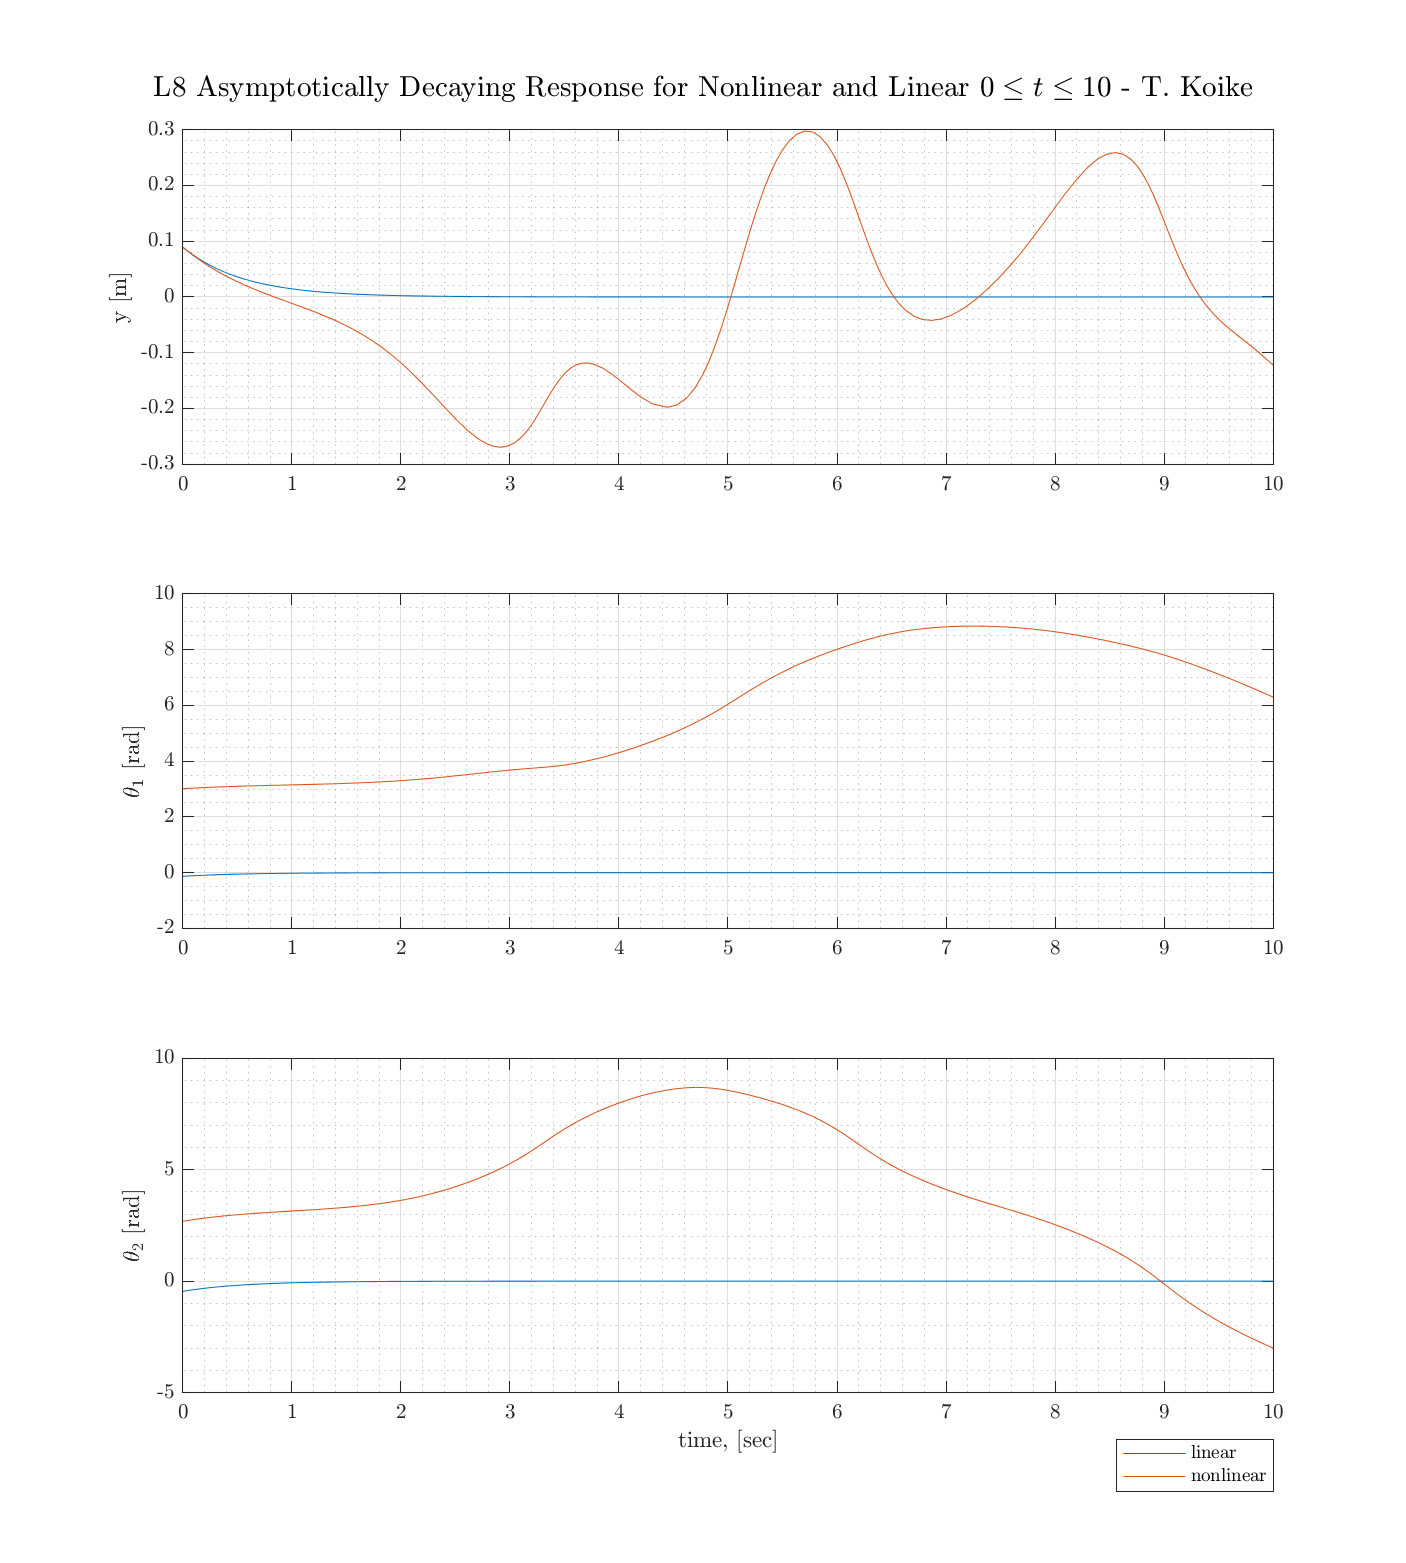 L8 Asymptotically Decaying Response for Nonlinear and Linear 0 ≤ t ≤ 10 - T. Koike
0.3
0.2
0.1
0
-0.1
-0.2
-0.3
y [m]
0 1 2 3 4 5 6 7 8 9 10
10
8
6
4
2
0
-2
θ₁ [rad]
0 1 2 3 4 5 6 7 8 9 10
10
5
0
-5
θ₂ [rad]
0 1 2 3 4 5 6 7 8 9 10
time, [sec]
linear
nonlinear